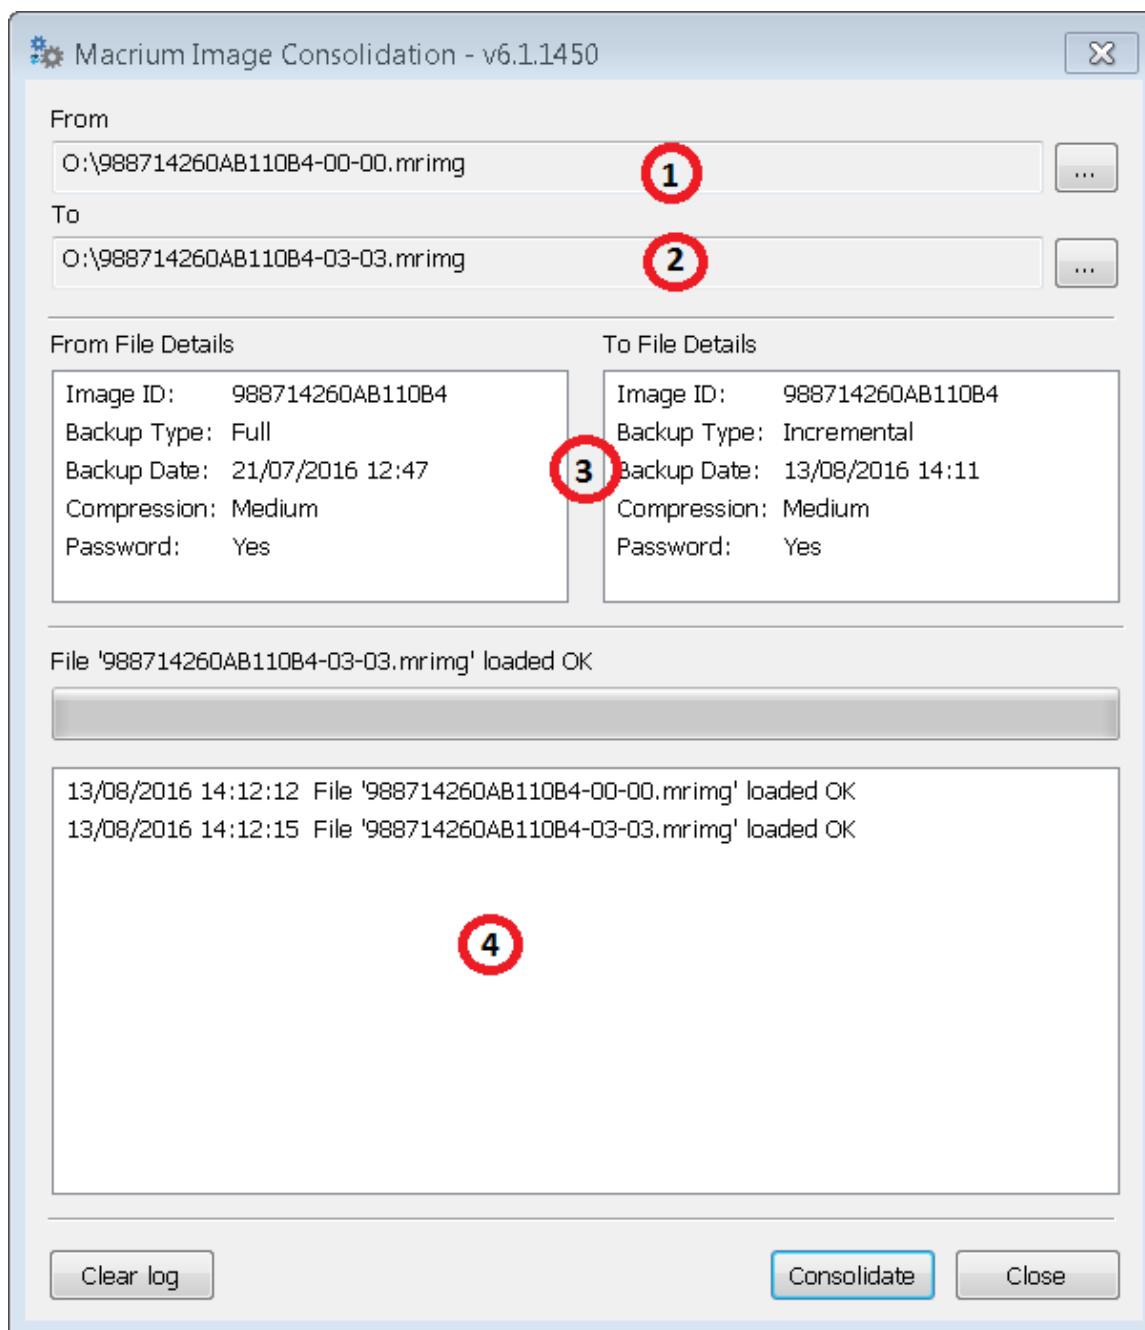 Macrium Image Consolidation - v6.1.1450
From
O:\988714260AB110B4-00-00.mrimg
1
...
To
O:\988714260AB110B4-03-03.mrimg
2
...
From File Details
To File Details
Image ID: 988714260AB110B4
Backup Type: Full
Backup Date: 21/07/2016 12:47
Compression: Medium
Password: Yes
3
Image ID: 988714260AB110B4
Backup Type: Incremental
Backup Date: 13/08/2016 14:11
Compression: Medium
Password: Yes
File '988714260AB110B4-03-03.mrimg' loaded OK
13/08/2016 14:12:12 File '988714260AB110B4-00-00.mrimg' loaded OK
13/08/2016 14:12:15 File '988714260AB110B4-03-03.mrimg' loaded OK
4
Clear log
Consolidate
Close